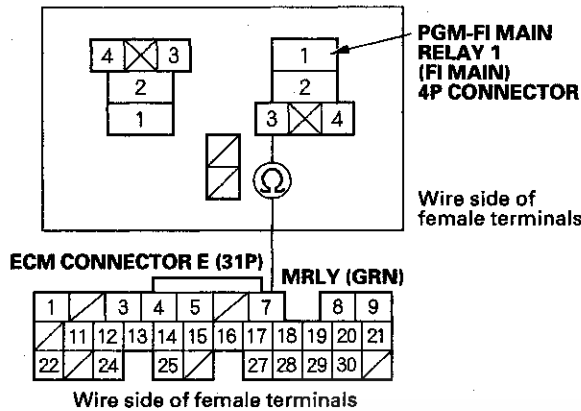 PGM-FI MAIN
RELAY 1
(FI MAIN)
4P CONNECTOR
4 3
2
1
1
2
3 4
Ω
Wire side of
female terminals
ECM CONNECTOR E (31P)
MRLY (GRN)
1 3 4 5 7 8 9
11 12 13 14 15 16 17 18 19 20 21
22 24 25 27 28 29 30
Wire side of female terminals